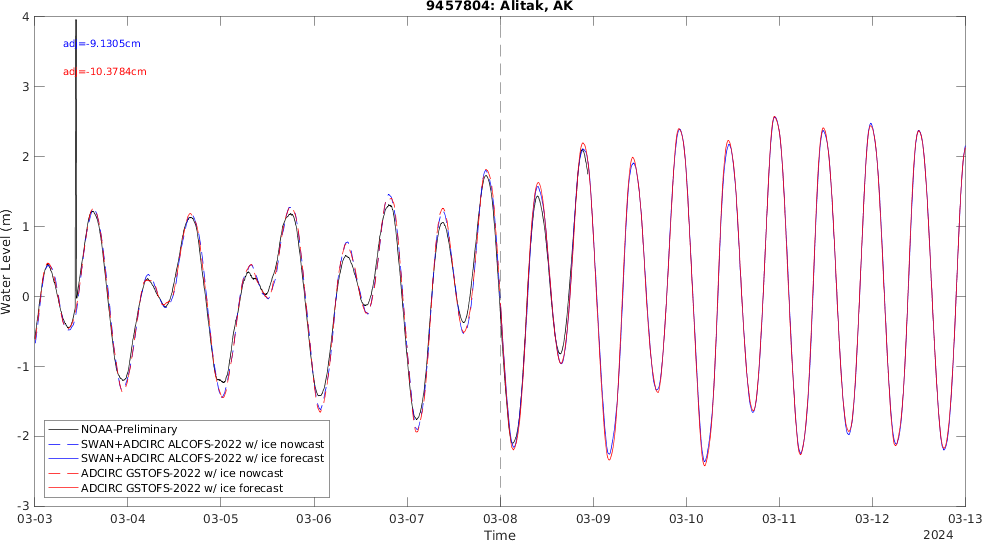 9457804: Alitak, AK
4
adj=-9.1305cm
adj=-10.3784cm
3
2
1
0
-1
-2
-3
Water Level (m)
NOAA-Preliminary
SWAN+ADCIRC ALCOFS-2022 w/ ice nowcast
SWAN+ADCIRC ALCOFS-2022 w/ ice forecast
ADCIRC GSTOFS-2022 w/ ice nowcast
ADCIRC GSTOFS-2022 w/ ice forecast
03-03 03-04 03-05 03-06 03-07 03-08 03-09 03-10 03-11 03-12 03-13
Time
2024